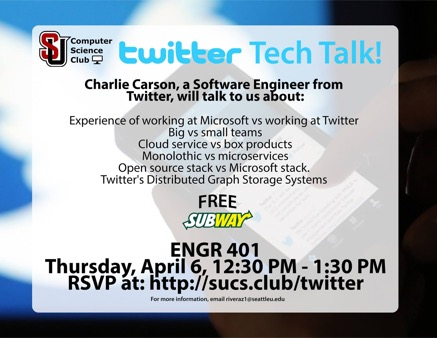 SU Computer
Science
Club
twitter Tech Talk!
Charlie Carson, a Software Engineer from
Twitter, will talk to us about:
Experience of working at Microsoft vs working at Twitter
Big vs small teams
Cloud service vs box products
Monolothic vs microservices
Open source stack vs Microsoft stack.
Twitter's Distributed Graph Storage Systems
FREE
SUBWAY
ENGR 401
Thursday, April 6, 12:30 PM - 1:30 PM
RSVP at: http://sucs.club/twitter
For more information, email riveraz1@seattleu.edu